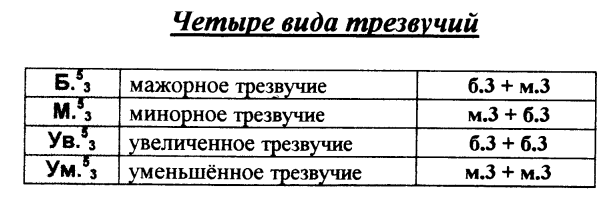 Четыре вида трезвучий
Б.⁵₃ мажорное трезвучие б.3 + м.3
М.⁵₃ минорное трезвучие м.3 + б.3
Ув.⁵₃ увеличенное трезвучие б.3 + б.3
Ум.⁵₃ уменьшённое трезвучие м.3 + м.3